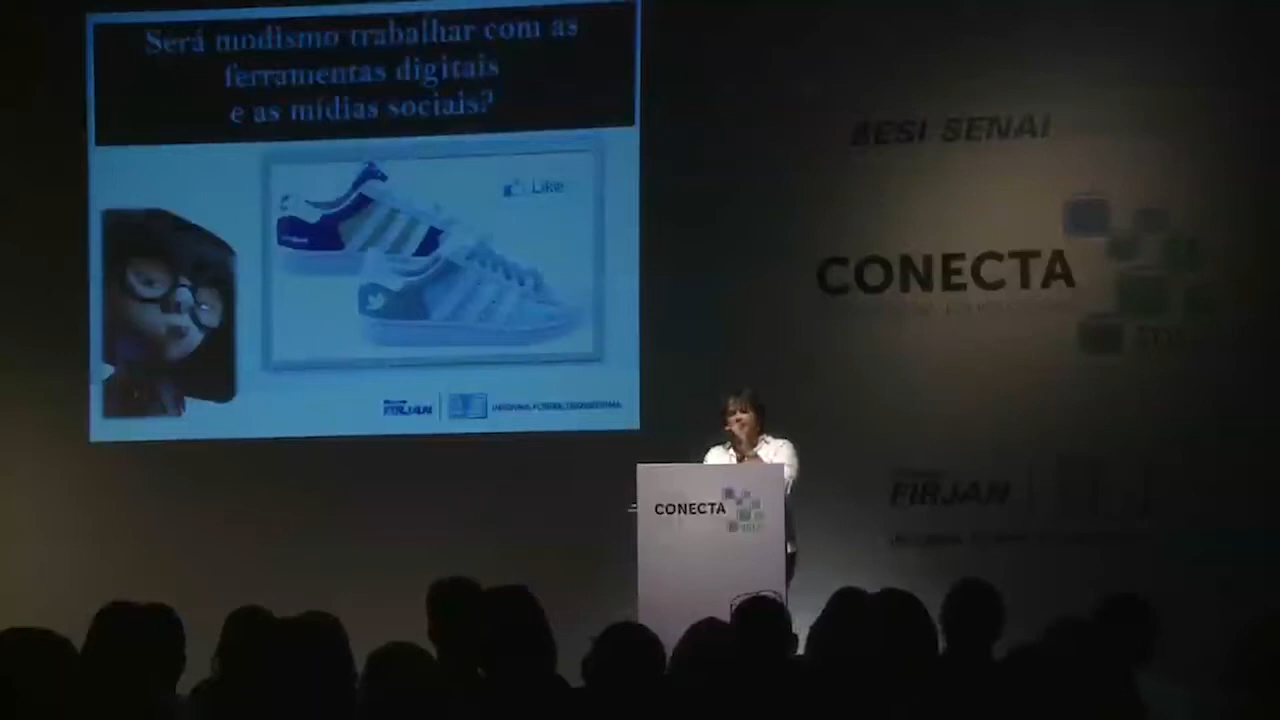 Será modismo trabalhar com as
ferramentas digitais
e as mídias sociais?
Like
FIRJAN
SESI SENAI
CONECTA
FIRJAN
CONECTA